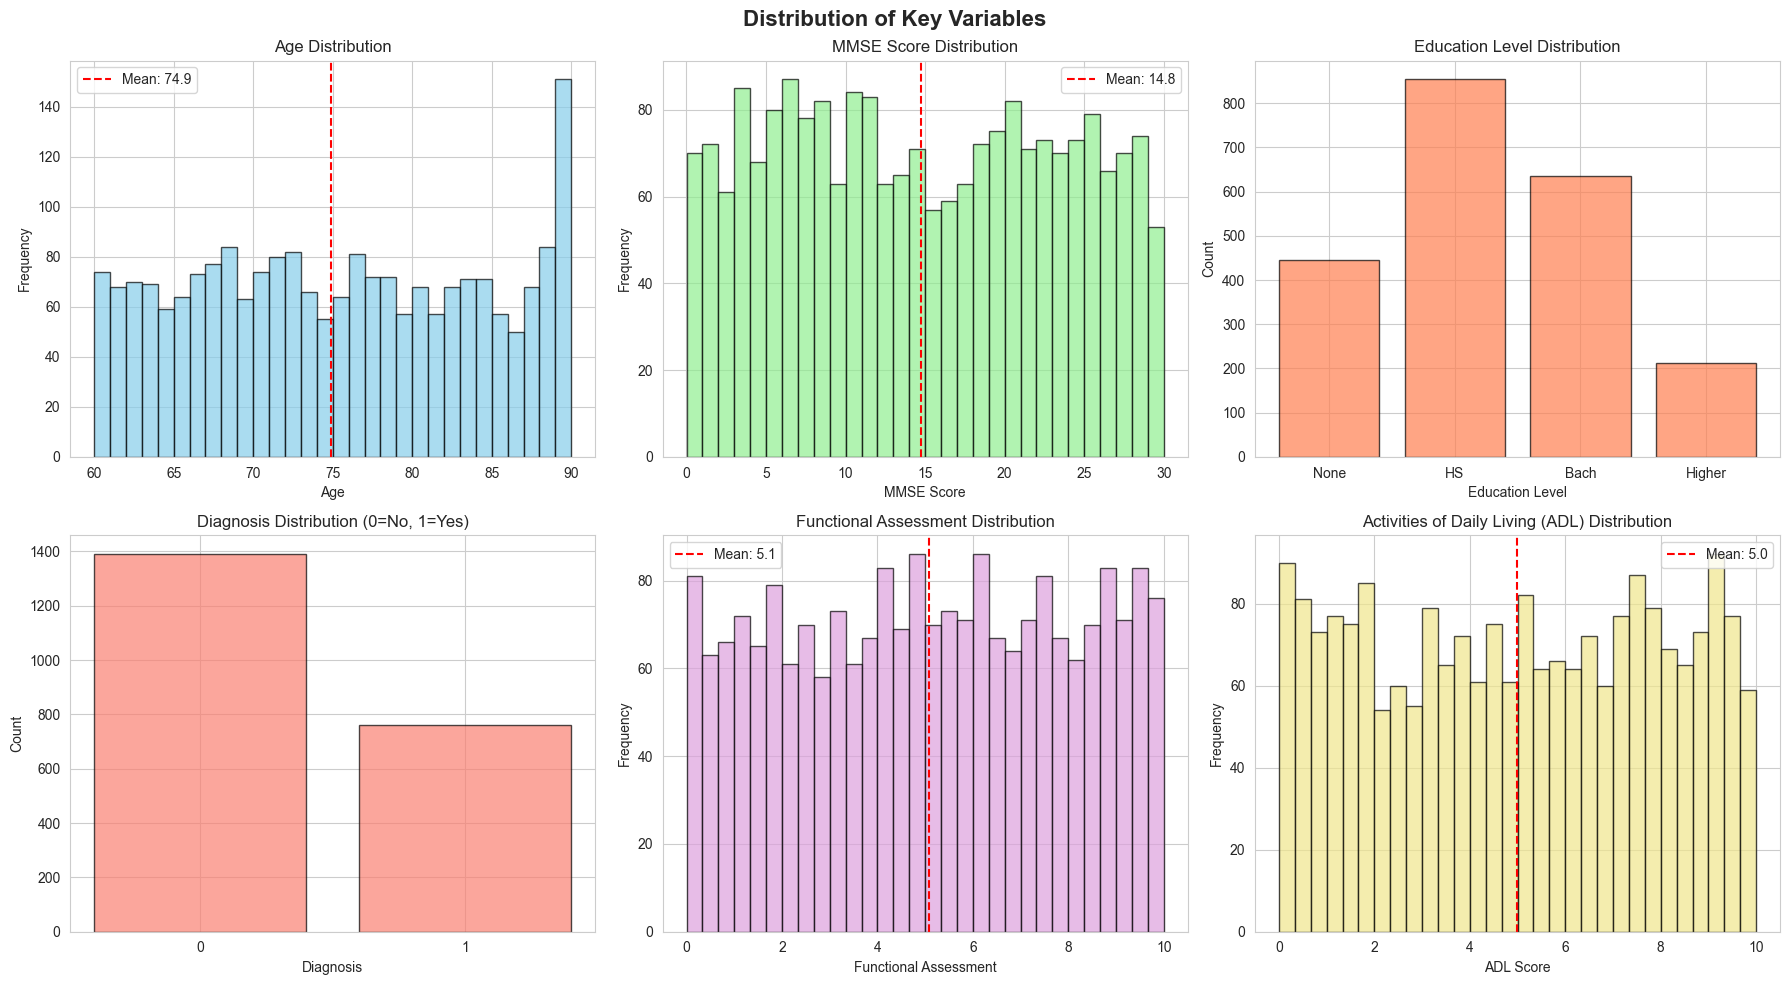 Distribution of Key Variables
Age Distribution
Mean: 74.9
Frequency
140
120
100
80
60
40
20
0
60 65 70 75 80 85 90
Age
MMSE Score Distribution
Mean: 14.8
Frequency
80
60
40
20
0
0 5 10 15 20 25 30
MMSE Score
Education Level Distribution
Count
800
700
600
500
400
300
200
100
0
None HS Bach Higher
Education Level
Diagnosis Distribution (0=No, 1=Yes)
Count
1400
1200
1000
800
600
400
200
0
0 1
Diagnosis
Functional Assessment Distribution
Mean: 5.1
Frequency
80
60
40
20
0
0 2 4 6 8 10
Functional Assessment
Activities of Daily Living (ADL) Distribution
Mean: 5.0
Frequency
80
60
40
20
0
0 2 4 6 8 10
ADL Score